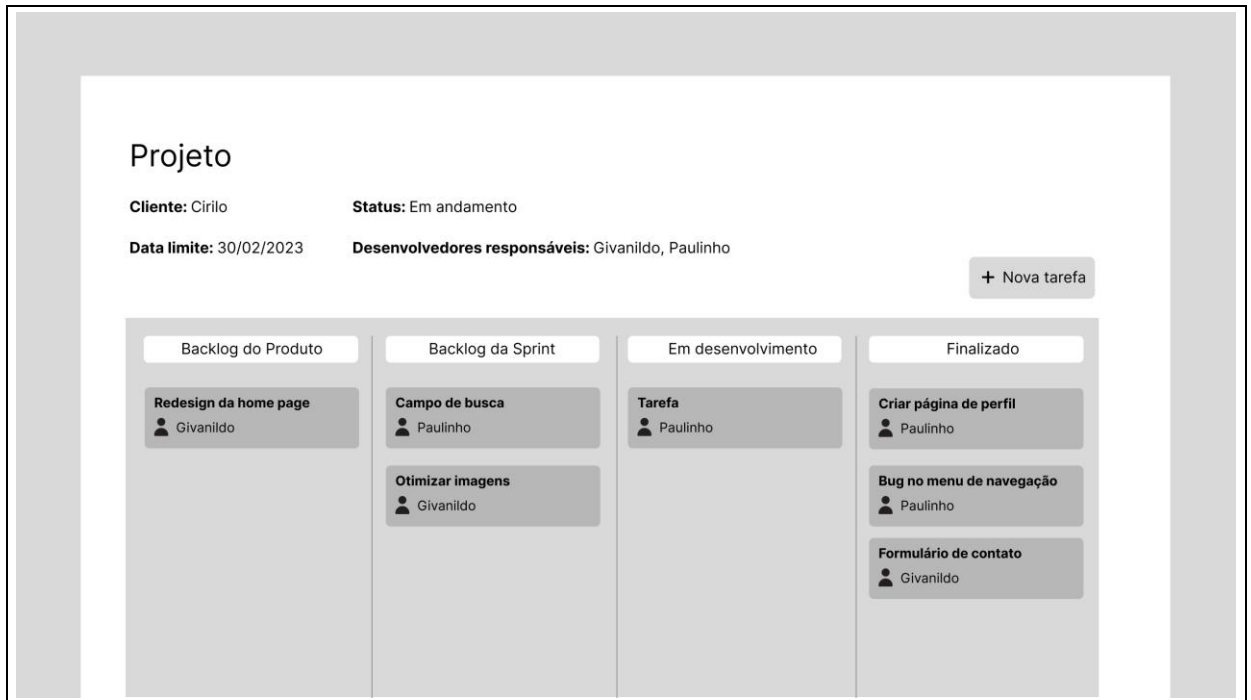 Projeto
Cliente: Cirilo
Status: Em andamento
Data limite: 30/02/2023
Desenvolvedores responsáveis: Givanildo, Paulinho
+ Nova tarefa
Backlog do Produto
Redesign da home page
Givanildo
Backlog da Sprint
Campo de busca
Paulinho
Otimizar imagens
Givanildo
Em desenvolvimento
Tarefa
Paulinho
Finalizado
Criar página de perfil
Paulinho
Bug no menu de navegação
Paulinho
Formulário de contato
Givanildo